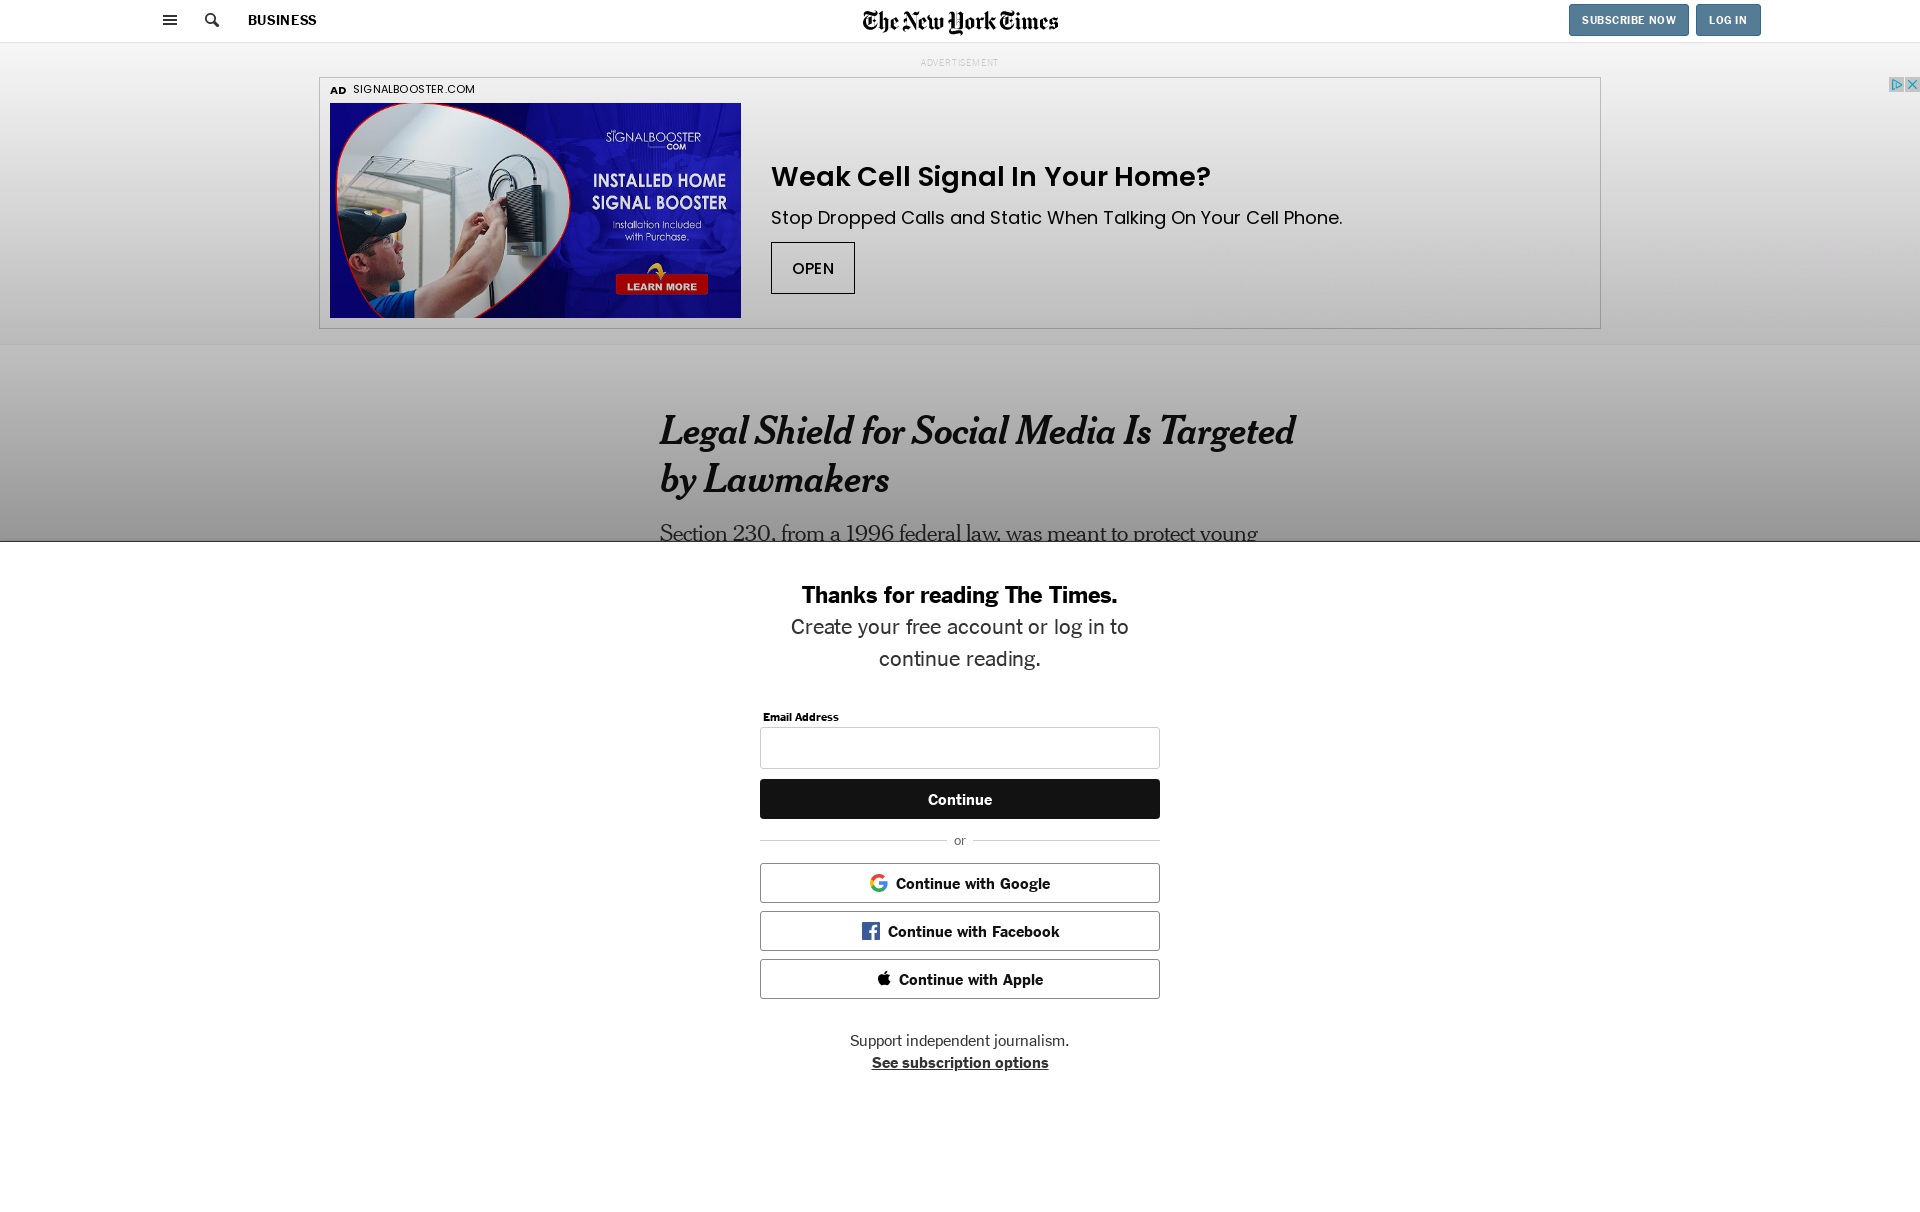 BUSINESS
The New York Times
SUBSCRIBE NOW
LOG IN
ADVERTISEMENT
AD SIGNALBOOSTER.COM
SIGNALBOOSTER
.COM
INSTALLED HOME
SIGNAL BOOSTER
Installation Included
with Purchase.
LEARN MORE
Weak Cell Signal In Your Home?
Stop Dropped Calls and Static When Talking On Your Cell Phone.
OPEN
Legal Shield for Social Media Is Targeted
by Lawmakers
Section 230, from a 1996 federal law, was meant to protect young
Thanks for reading The Times.
Create your free account or log in to
continue reading.
Email Address
Continue
or
Continue with Google
Continue with Facebook
Continue with Apple
Support independent journalism.
See subscription options